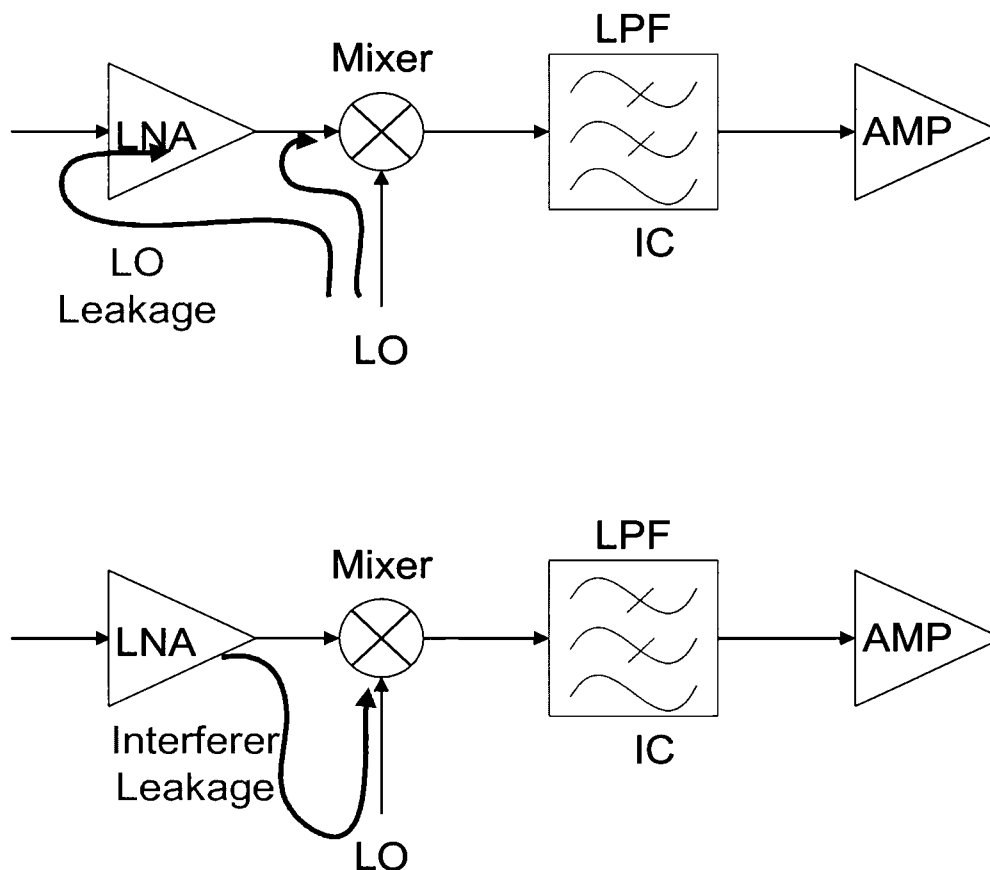 LPF
Mixer
LNA
AMP
IC
LO
Leakage
LO
LPF
Mixer
LNA
AMP
Interferer
Leakage
IC
LO